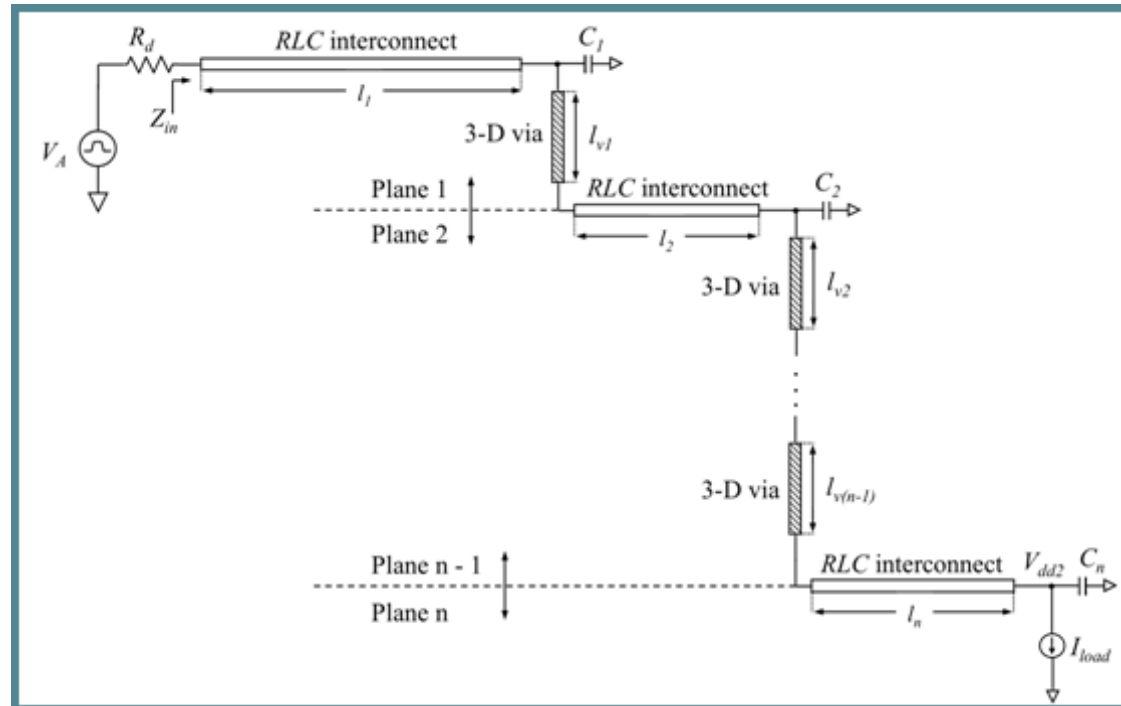 R_d
RLC interconnect
C_1
l_1
Z_in
3-D via
l_v1
V_A
Plane 1
RLC interconnect
C_2
Plane 2
l_2
3-D via
l_v2
3-D via
l_v(n-1)
Plane n - 1
RLC interconnect
V_dd2
C_n
Plane n
l_n
I_load